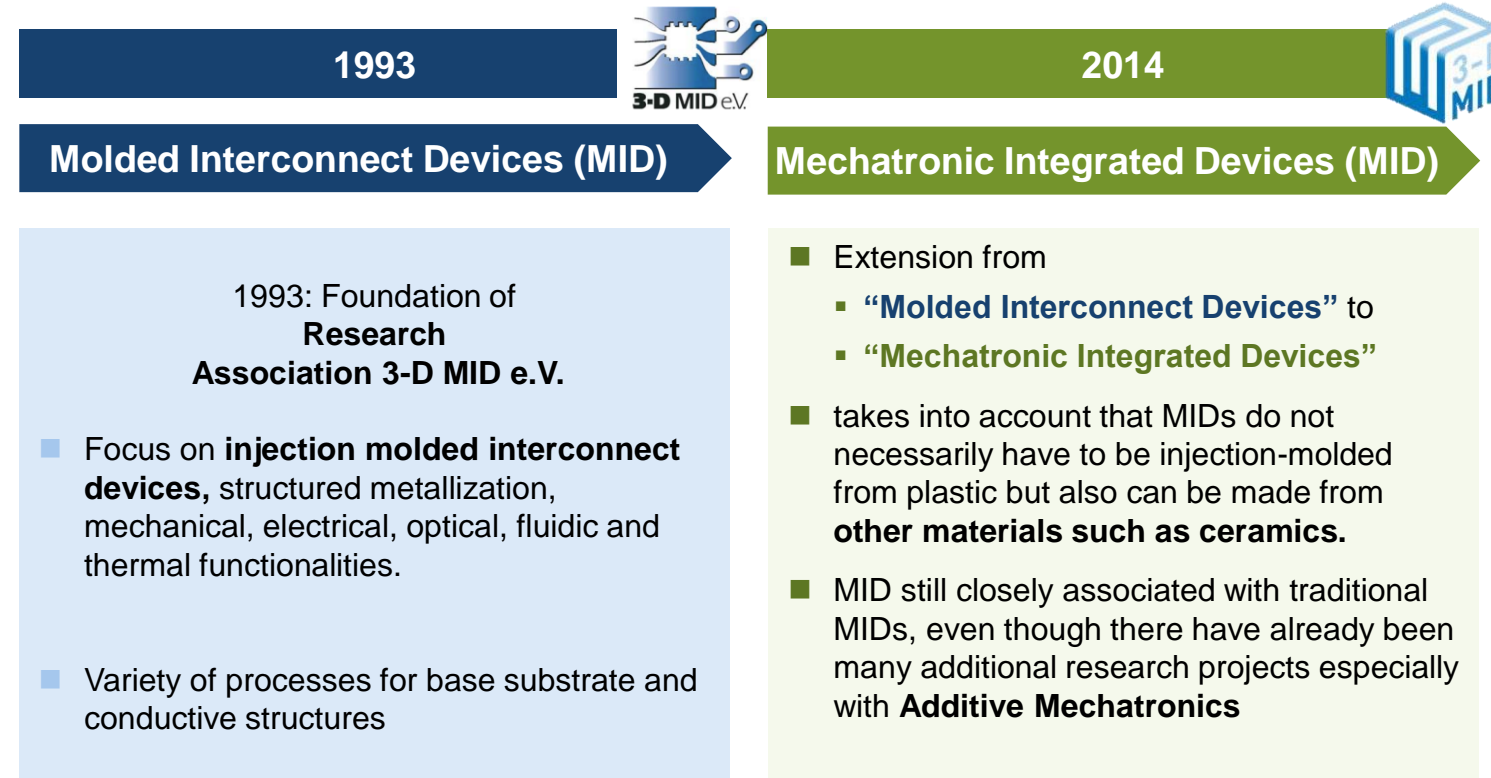 1993
3-D MID e.V.
Molded Interconnect Devices (MID)
1993: Foundation of
Research
Association 3-D MID e.V.
Focus on injection molded interconnect
devices, structured metallization,
mechanical, electrical, optical, fluidic and
thermal functionalities.
Variety of processes for base substrate and
conductive structures
2014
Mechatronic Integrated Devices (MID)
Extension from
“Molded Interconnect Devices” to
“Mechatronic Integrated Devices”
takes into account that MIDs do not
necessarily have to be injection-molded
from plastic but also can be made from
other materials such as ceramics.
MID still closely associated with traditional
MIDs, even though there have already been
many additional research projects especially
with Additive Mechatronics